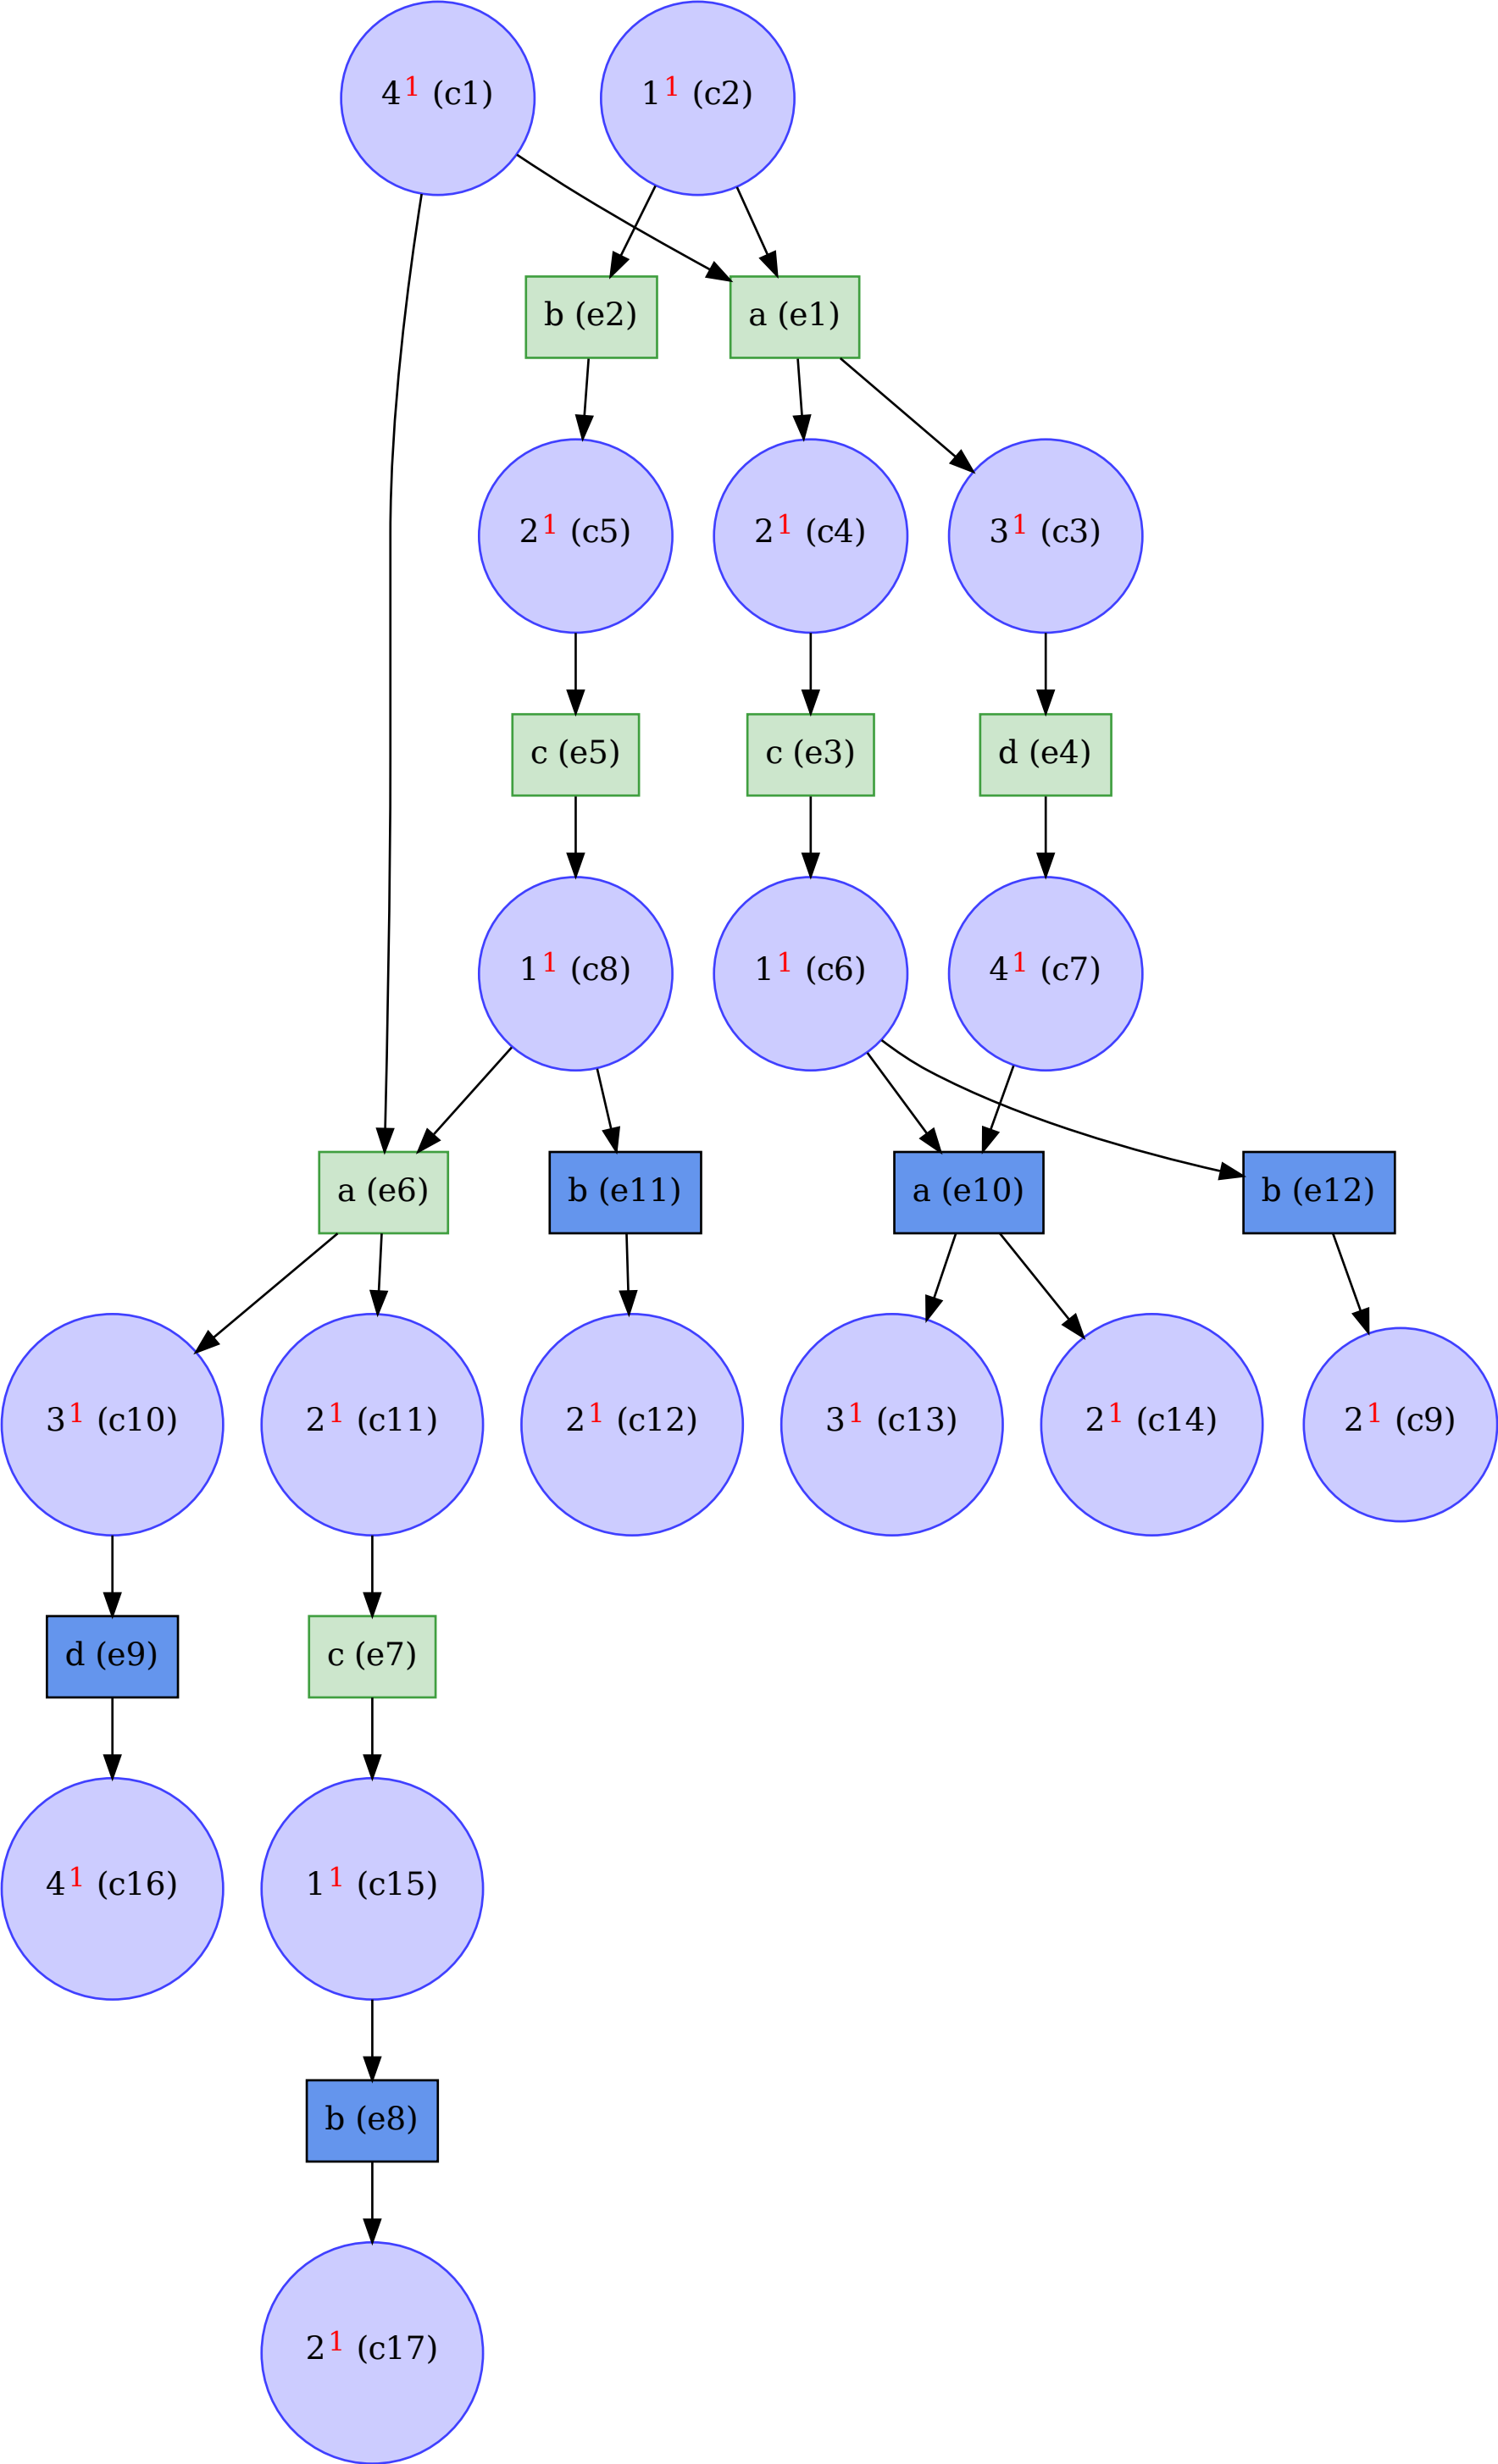 4¹ (c1)
1¹ (c2)
b (e2)
a (e1)
2¹ (c5)
2¹ (c4)
3¹ (c3)
c (e5)
c (e3)
d (e4)
1¹ (c8)
1¹ (c6)
4¹ (c7)
a (e6)
b (e11)
a (e10)
b (e12)
3¹ (c10)
2¹ (c11)
2¹ (c12)
3¹ (c13)
2¹ (c14)
2¹ (c9)
d (e9)
c (e7)
4¹ (c16)
1¹ (c15)
b (e8)
2¹ (c17)